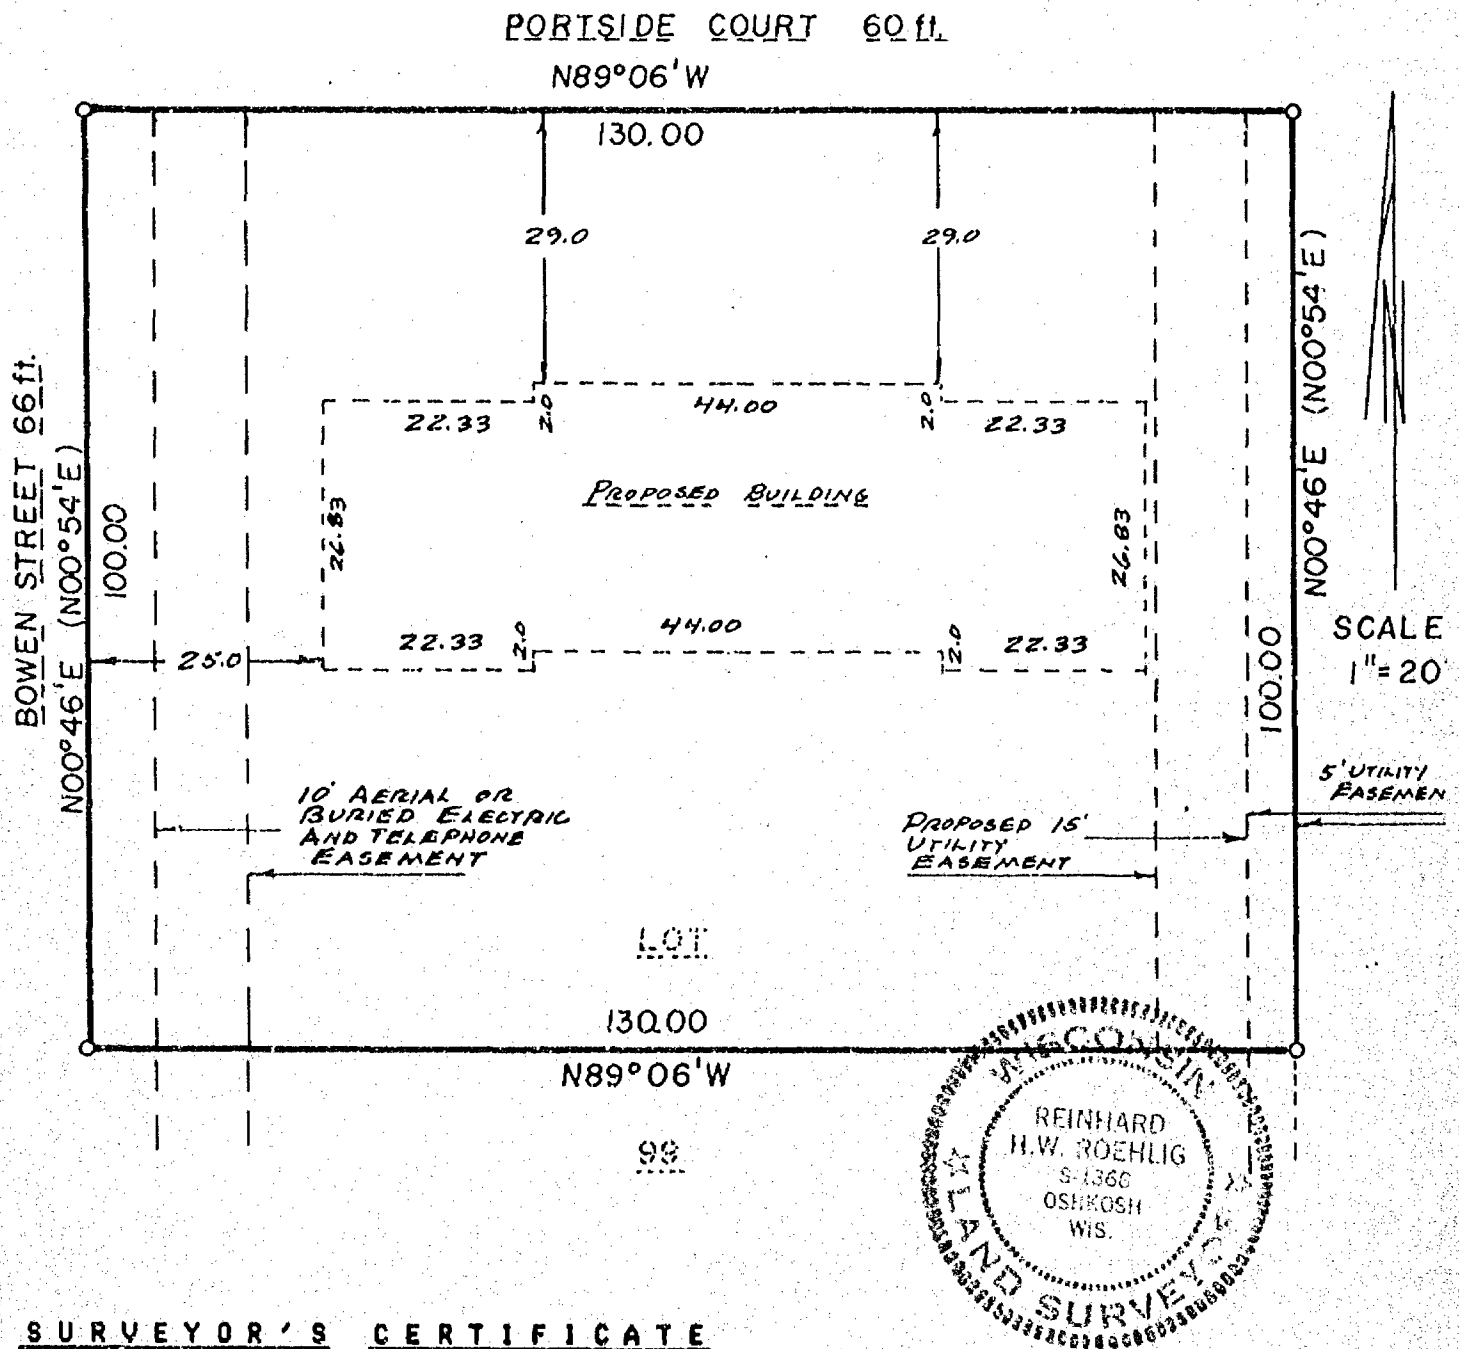 PORTSIDE COURT 60 ft.
N89°06'W
130.00
29.0
29.0
BOWEN STREET 66 ft.
N00°46'E (N00°54'E)
100.00
N00°46'E (N00°54'E)
100.00
22.33
2.0
44.00
2.0
22.33
PROPOSED BUILDING
26.83
26.83
22.33
2.0
44.00
2.0
22.33
25.0
SCALE
1"=20'
10' AERIAL OR
BURIED ELECTRIC
AND TELEPHONE
EASEMENT
PROPOSED 15'
UTILITY
EASEMENT
5' UTILITY
EASEMEN
LOT
130.00
N89°06'W
99
WISCONSIN
REINHARD
H.W. ROEHLIG
OSHKOSH
WIS.
LAND SURVEYOR
SURVEYOR'S CERTIFICATE